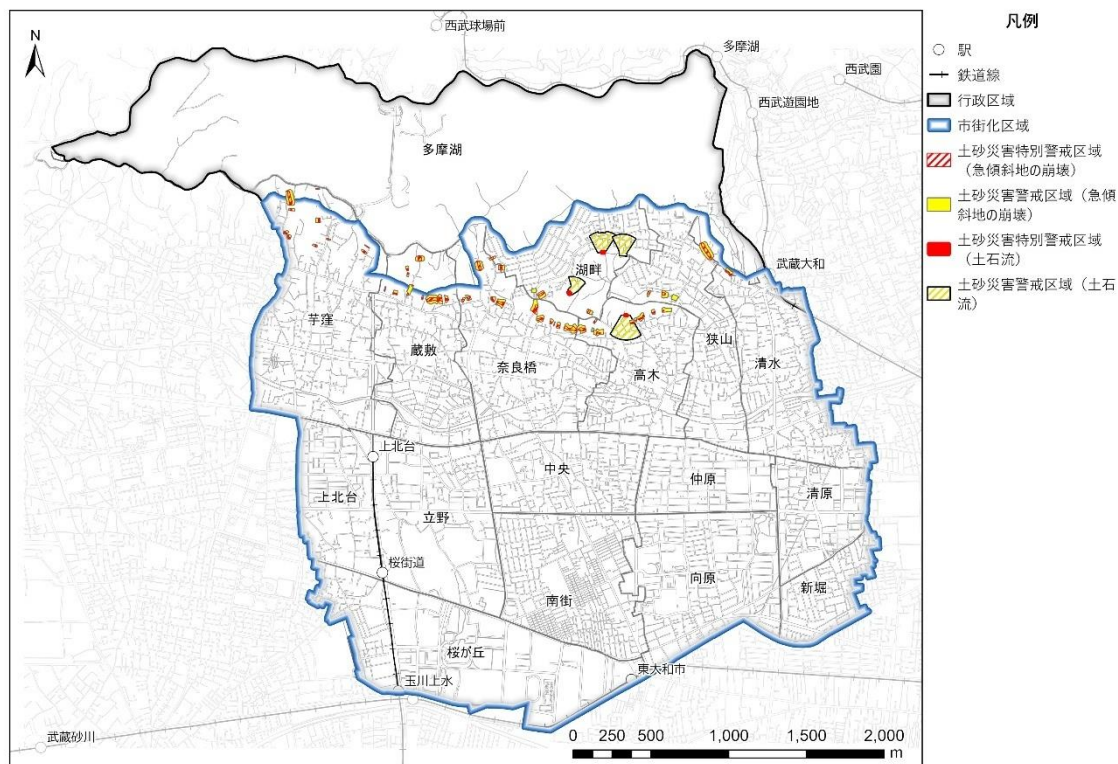 N
西武球場前
多摩湖
西武園
西武遊園地
多摩湖
武蔵大和
湖畔
芋窪
蔵敷
奈良橋
高木
狭山
清水
上北台
上北台
立野
中央
仲原
清原
桜街道
南街
向原
新堀
桜が丘
玉川上水
東大和市
武蔵砂川
0 250 500 1,000 1,500 2,000
m
凡例
駅
鉄道線
行政区域
市街化区域
土砂災害特別警戒区域
（急傾斜地の崩壊）
土砂災害警戒区域（急傾
斜地の崩壊）
土砂災害特別警戒区域
（土石流）
土砂災害警戒区域（土石
流）